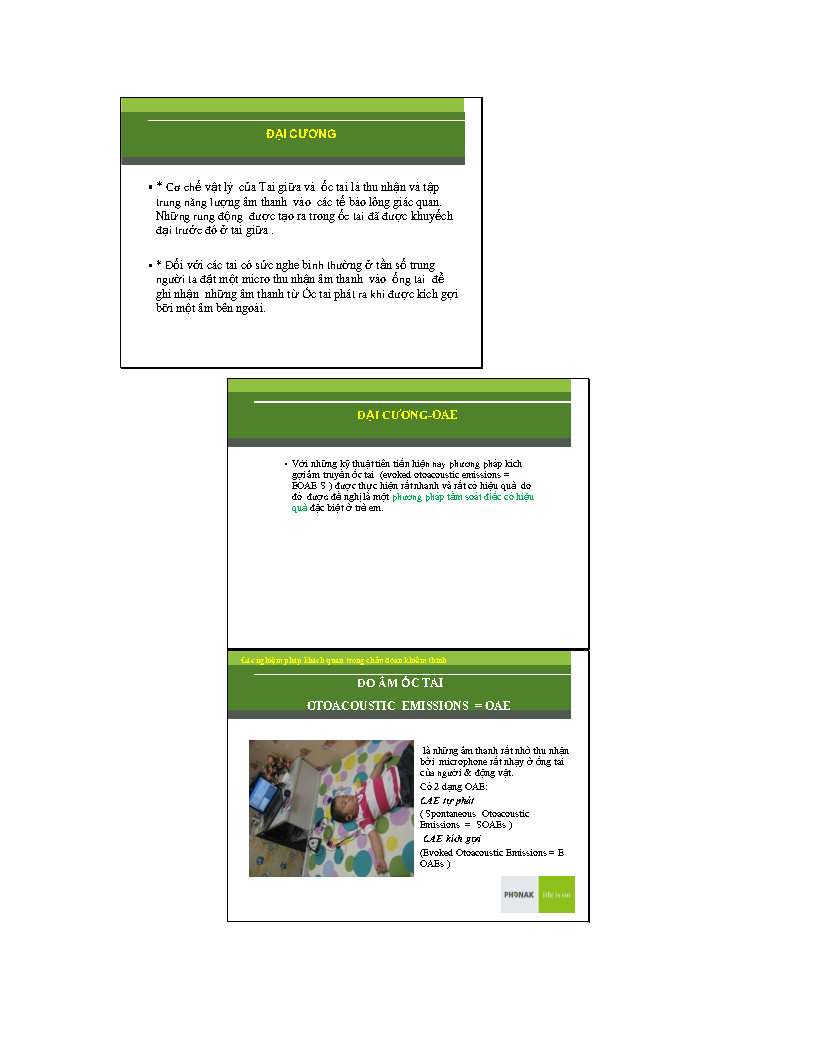 ĐẠI CƯƠNG
• * Cơ chế vật lý của Tai giữa và ốc tai là thu nhận và tập
trung năng lượng âm thanh vào các tế bào lông giác quan.
Những rung động được tạo ra trong ốc tai đã được khuyếch
đại trước đó ở tai giữa .
• * Đối với các tai có sức nghe bình thường ở tần số trung
người ta đặt một micro thu nhận âm thanh vào ống tai để
ghi nhận những âm thanh từ Ốc tai phát ra khi được kích gợi
bỡi một âm bên ngoài.
ĐẠI CƯƠNG-OAE
• Với những kỹ thuật tiên tiến hiện nay phương pháp kích
gợi âm truyền ốc tai (evoked otoacoustic emissions =
EOAE S ) được thực hiện rất nhanh và rất có hiệu quả do
đó được đề nghị là một phương pháp tầm soát điếc có hiệu
quả đặc biệt ở trẻ em.
Các nghiệm pháp khách quan trong chẩn đóan khiếm thính
ĐO ÂM ỐC TAI
OTOACOUSTIC EMISSIONS = OAE
là những âm thanh rất nhỏ thu nhận
bởi microphone rất nhạy ở ống tai
của người & động vật.
Có 2 dạng OAE:
OAE tự phát
( Spontaneous Otoacoustic
Emissions = SOAEs )
OAE kích gợi
(Evoked Otoacoustic Emissions = E
OAEs )
PHONAK life is on